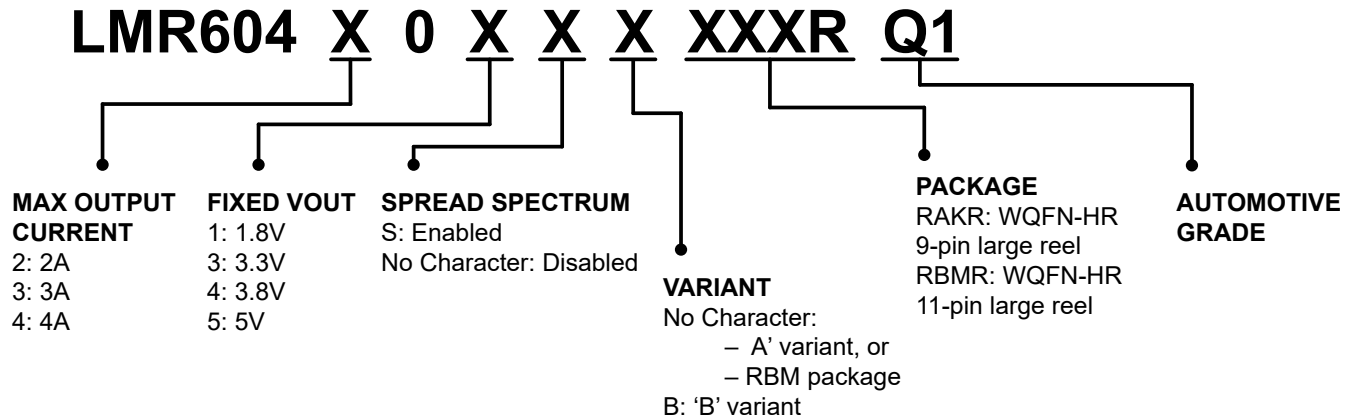 LMR604 X 0 X X X XXXR Q1
MAX OUTPUT
CURRENT
2: 2A
3: 3A
4: 4A
FIXED VOUT
1: 1.8V
3: 3.3V
4: 3.8V
5: 5V
SPREAD SPECTRUM
S: Enabled
No Character: Disabled
VARIANT
No Character:
– A’ variant, or
– RBM package
B: ‘B’ variant
PACKAGE
RAKR: WQFN-HR
9-pin large reel
RBMR: WQFN-HR
11-pin large reel
AUTOMOTIVE
GRADE